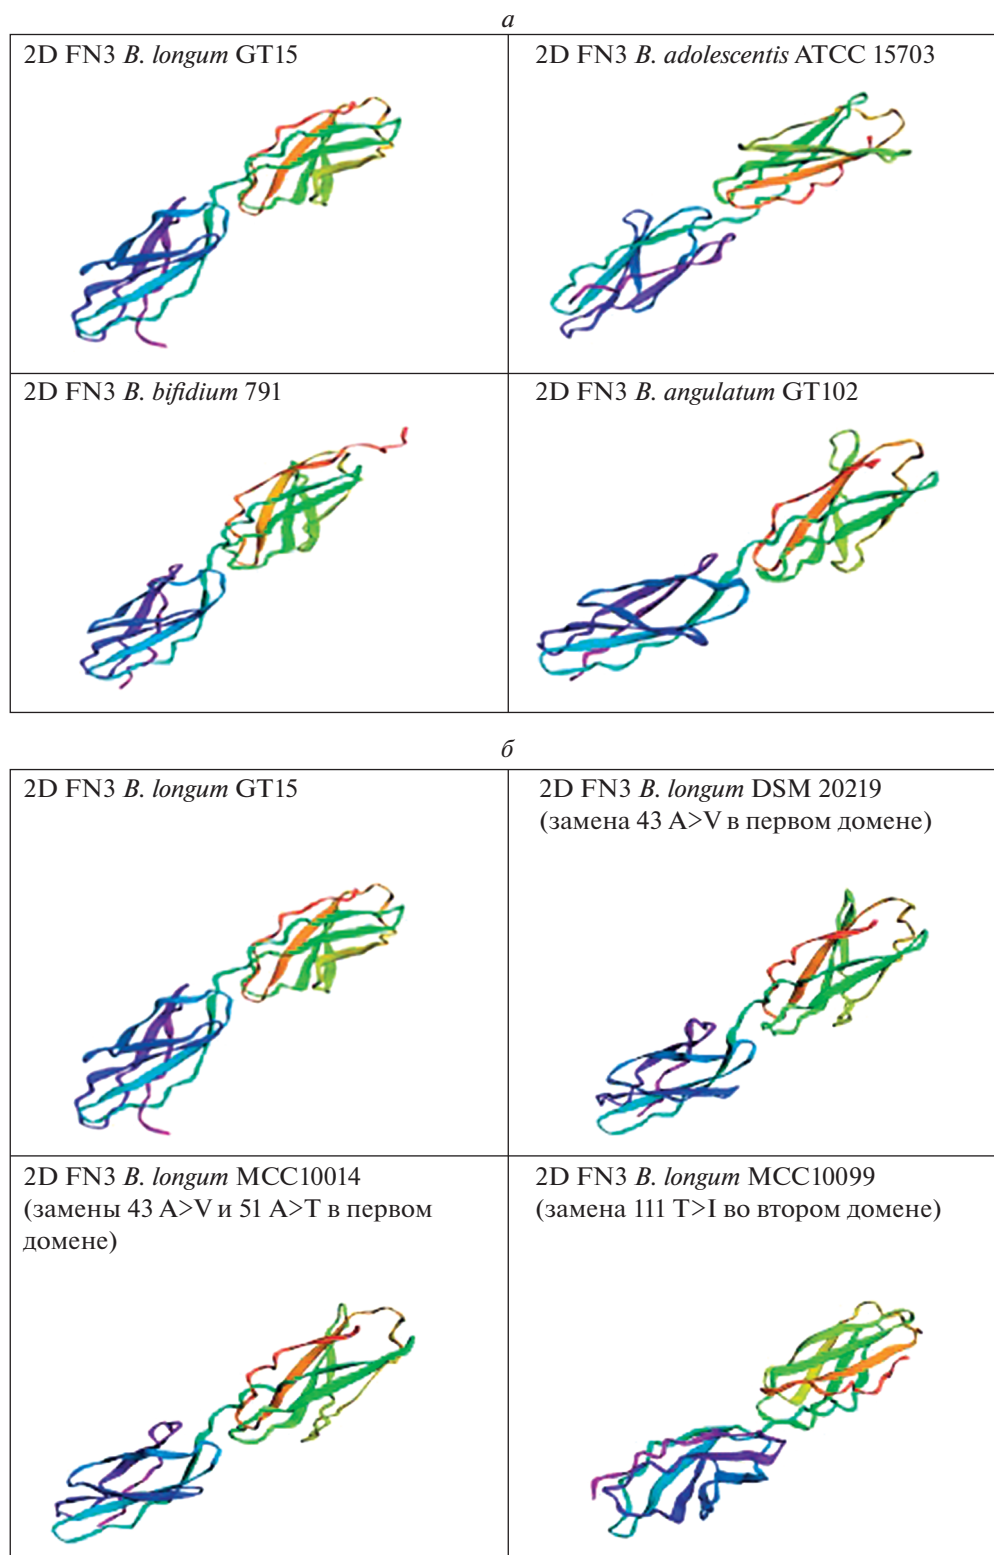 а
2D FN3 B. longum GT15
2D FN3 B. adolescentis ATCC 15703
2D FN3 B. bifidium 791
2D FN3 B. angulatum GT102
б
2D FN3 B. longum GT15
2D FN3 B. longum DSM 20219
(замена 43 A>V в первом домене)
2D FN3 B. longum MCC10014
(замены 43 A>V и 51 A>T в первом
домене)
2D FN3 B. longum MCC10099
(замена 111 T>I во втором домене)